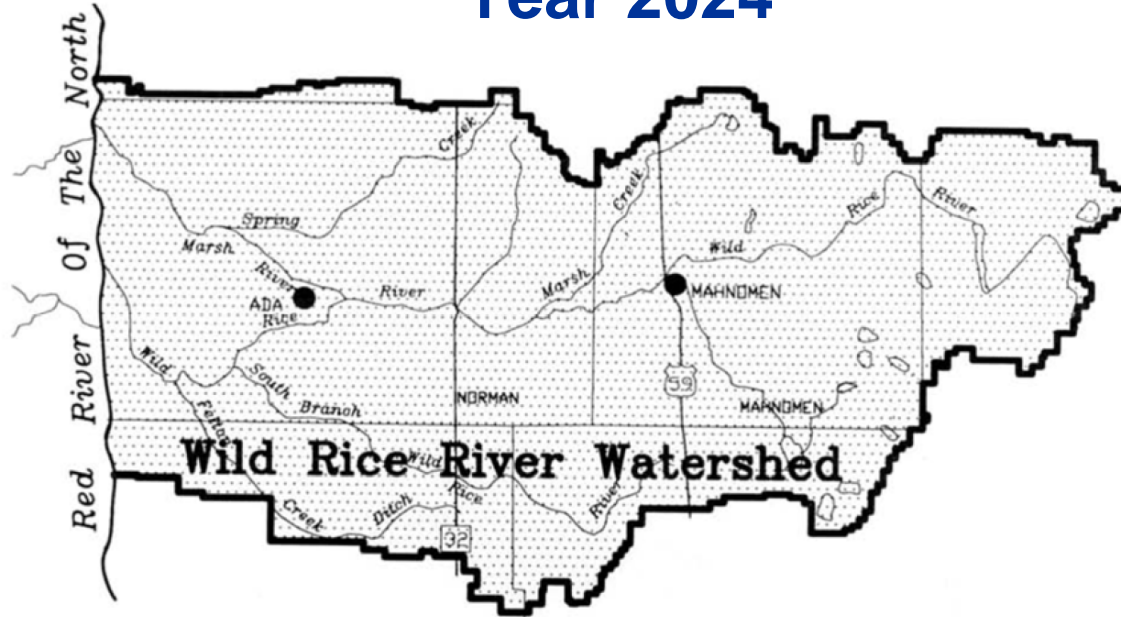 Year 2024
Red River Of The North
Creek
Spring
Marsh
River
ADA
Rice
River
Marsh
Creek
Wild
Rice
River
MAHNOMEN
59
MAHNOMEN
NORMAN
Wild
South
Branch
Felton
Wild Rice River Watershed
Wild
Rice
River
Creek
Ditch
32